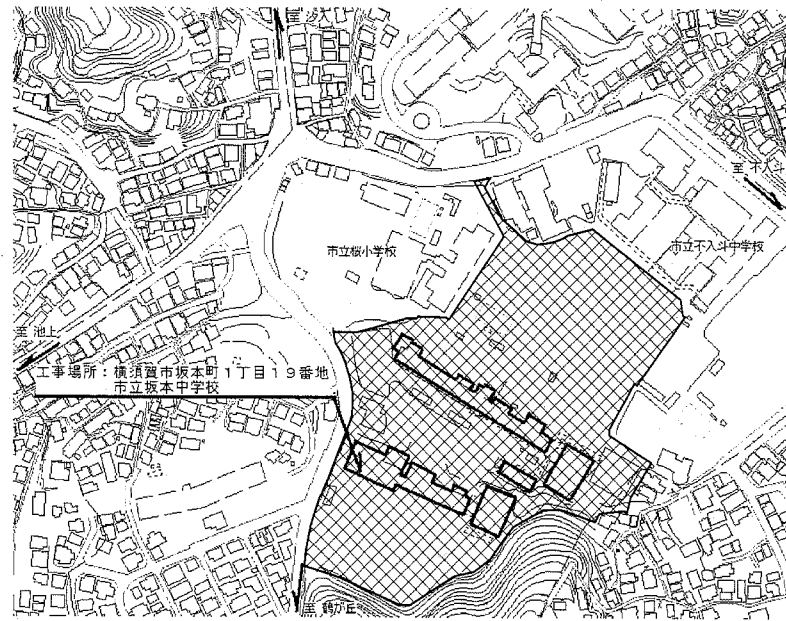 至 汐入
至 不入斗
市立桜小学校
市立不入斗中学校
至 池上
工事場所：横須賀市坂本町１丁目１９番地
市立坂本中学校
至 鶴が丘